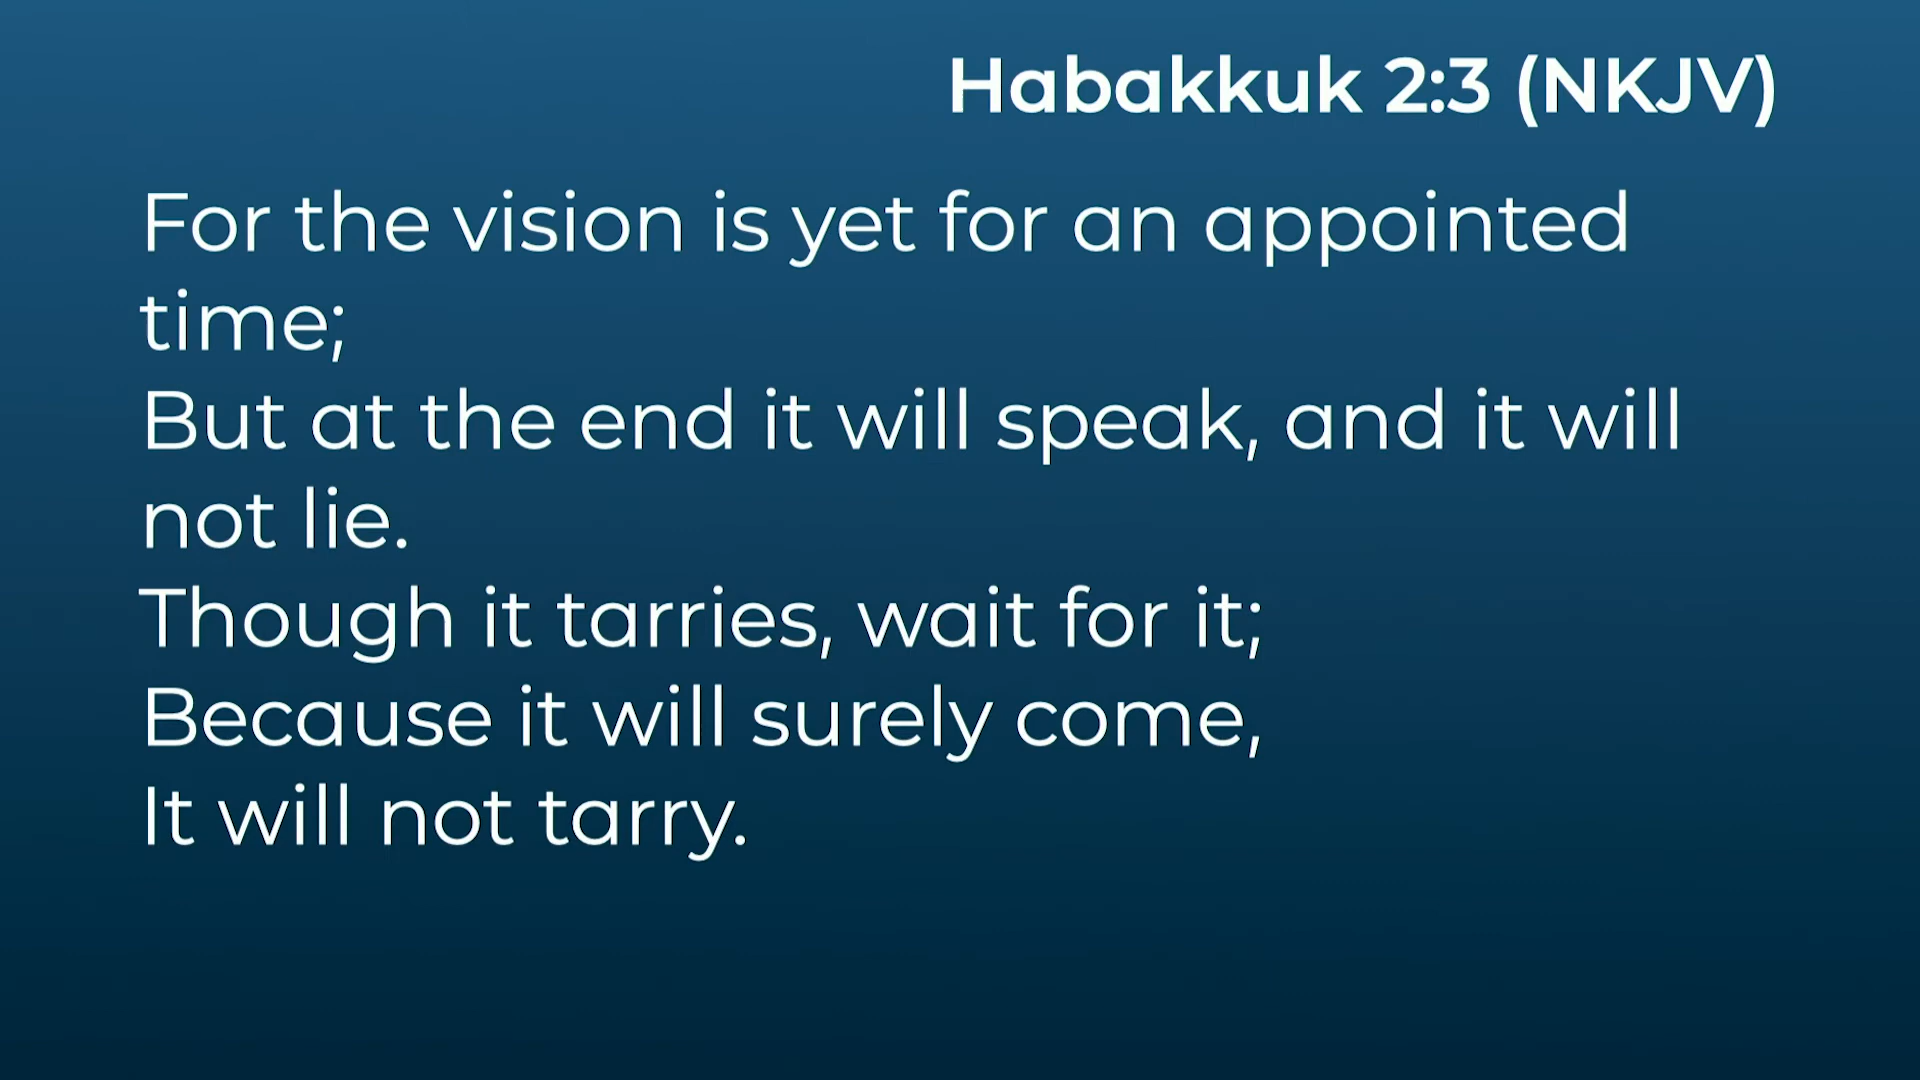 Habakkuk 2:3 (NKJV)
For the vision is yet for an appointed
time;
But at the end it will speak, and it will
not lie.
Though it tarries, wait for it;
Because it will surely come,
It will not tarry.